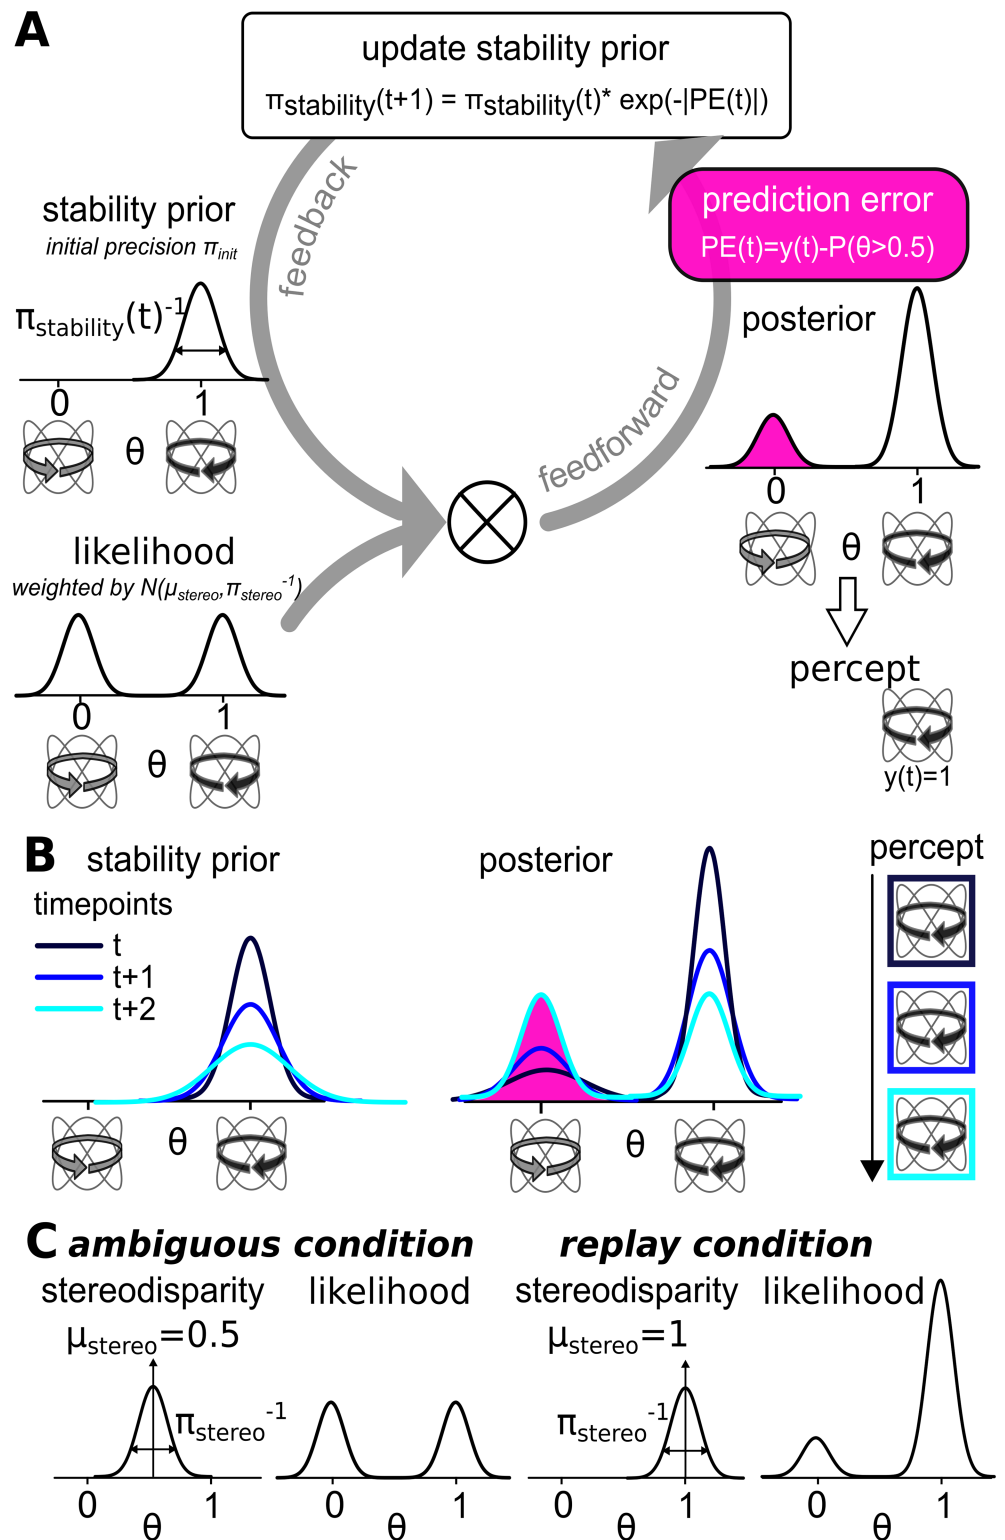 A
update stability prior
πstability(t+1) = πstability(t)* exp(-|PE(t)|)
feedback
stability prior
initial precision πinit
πstability(t)-1
0 1
θ
prediction error
PE(t)=y(t)-P(θ>0.5)
posterior
feedforward
0 1
θ
likelihood
weighted by N(μstereo,πstereo-1)
0 1
θ
percept
y(t)=1
B
stability prior
posterior
percept
timepoints
t
t+1
t+2
θ
θ
C ambiguous condition
replay condition
stereodisparity
likelihood
stereodisparity
likelihood
μstereo=0.5
μstereo=1
πstereo-1
πstereo-1
0 1
0 1
0 1
0 1
θ
θ
θ
θ